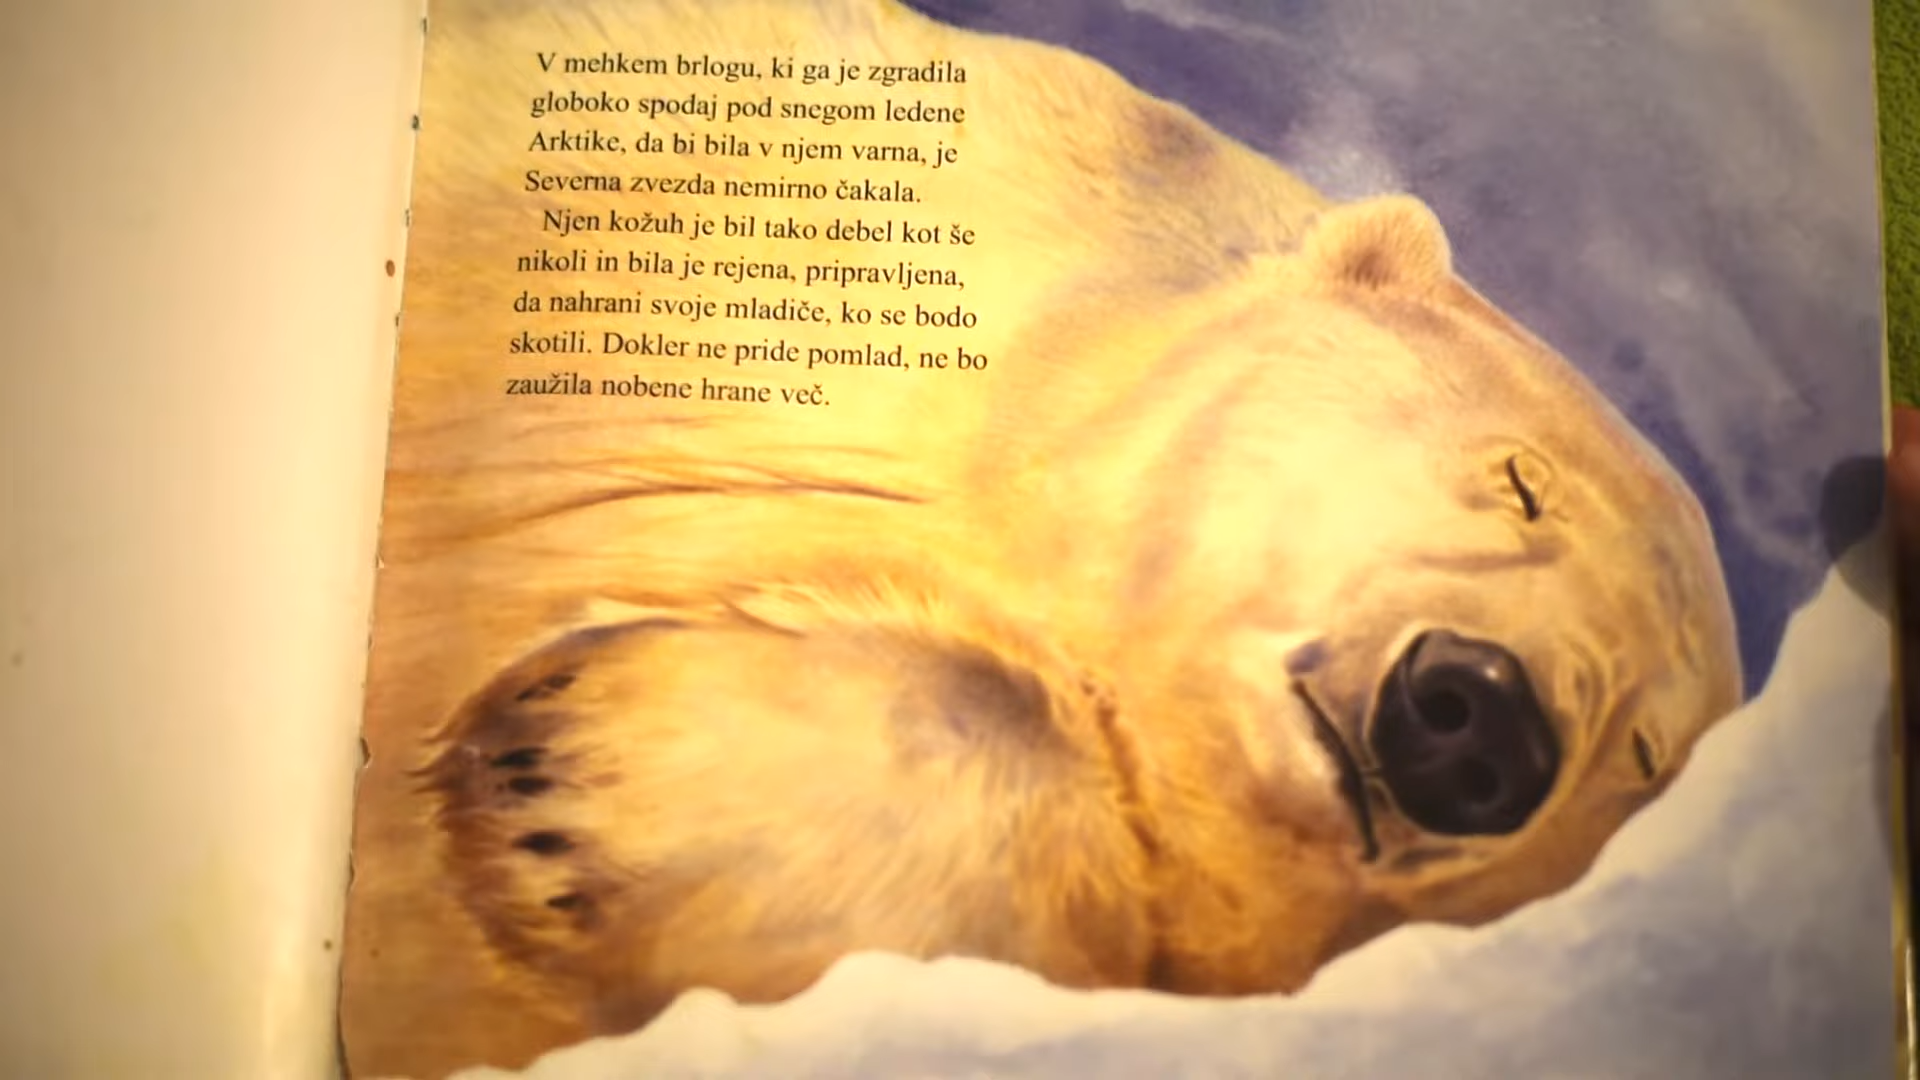 V mehkem brlogu, ki ga je zgradila
globoko spodaj pod snegom ledene
Arktike, da bi bila v njem varna, je
Severna zvezda nemirno čakala.
Njen kožuh je bil tako debel kot še
nikoli in bila je rejena, pripravljena,
da nahrani svoje mladiče, ko se bodo
skotili. Dokler ne pride pomlad, ne bo
zaužila nobene hrane več.